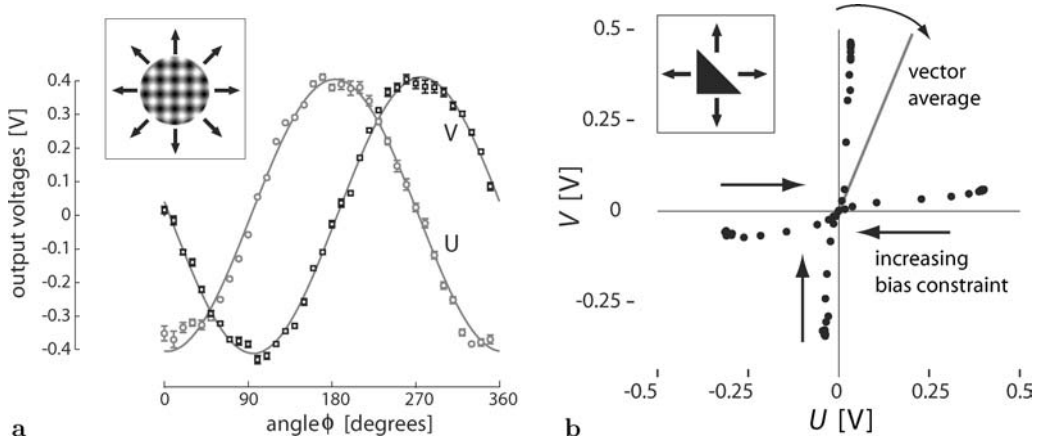 output voltages [V]
0.4
0.3
0.2
0.1
0
-0.1
-0.2
-0.3
-0.4
V
U
0
90
180
270
360
angle ϕ [degrees]
a
V [V]
0.5
0.25
0
-0.25
-0.5
-0.25
0
0.25
0.5
vector
average
increasing
bias constraint
U [V]
b